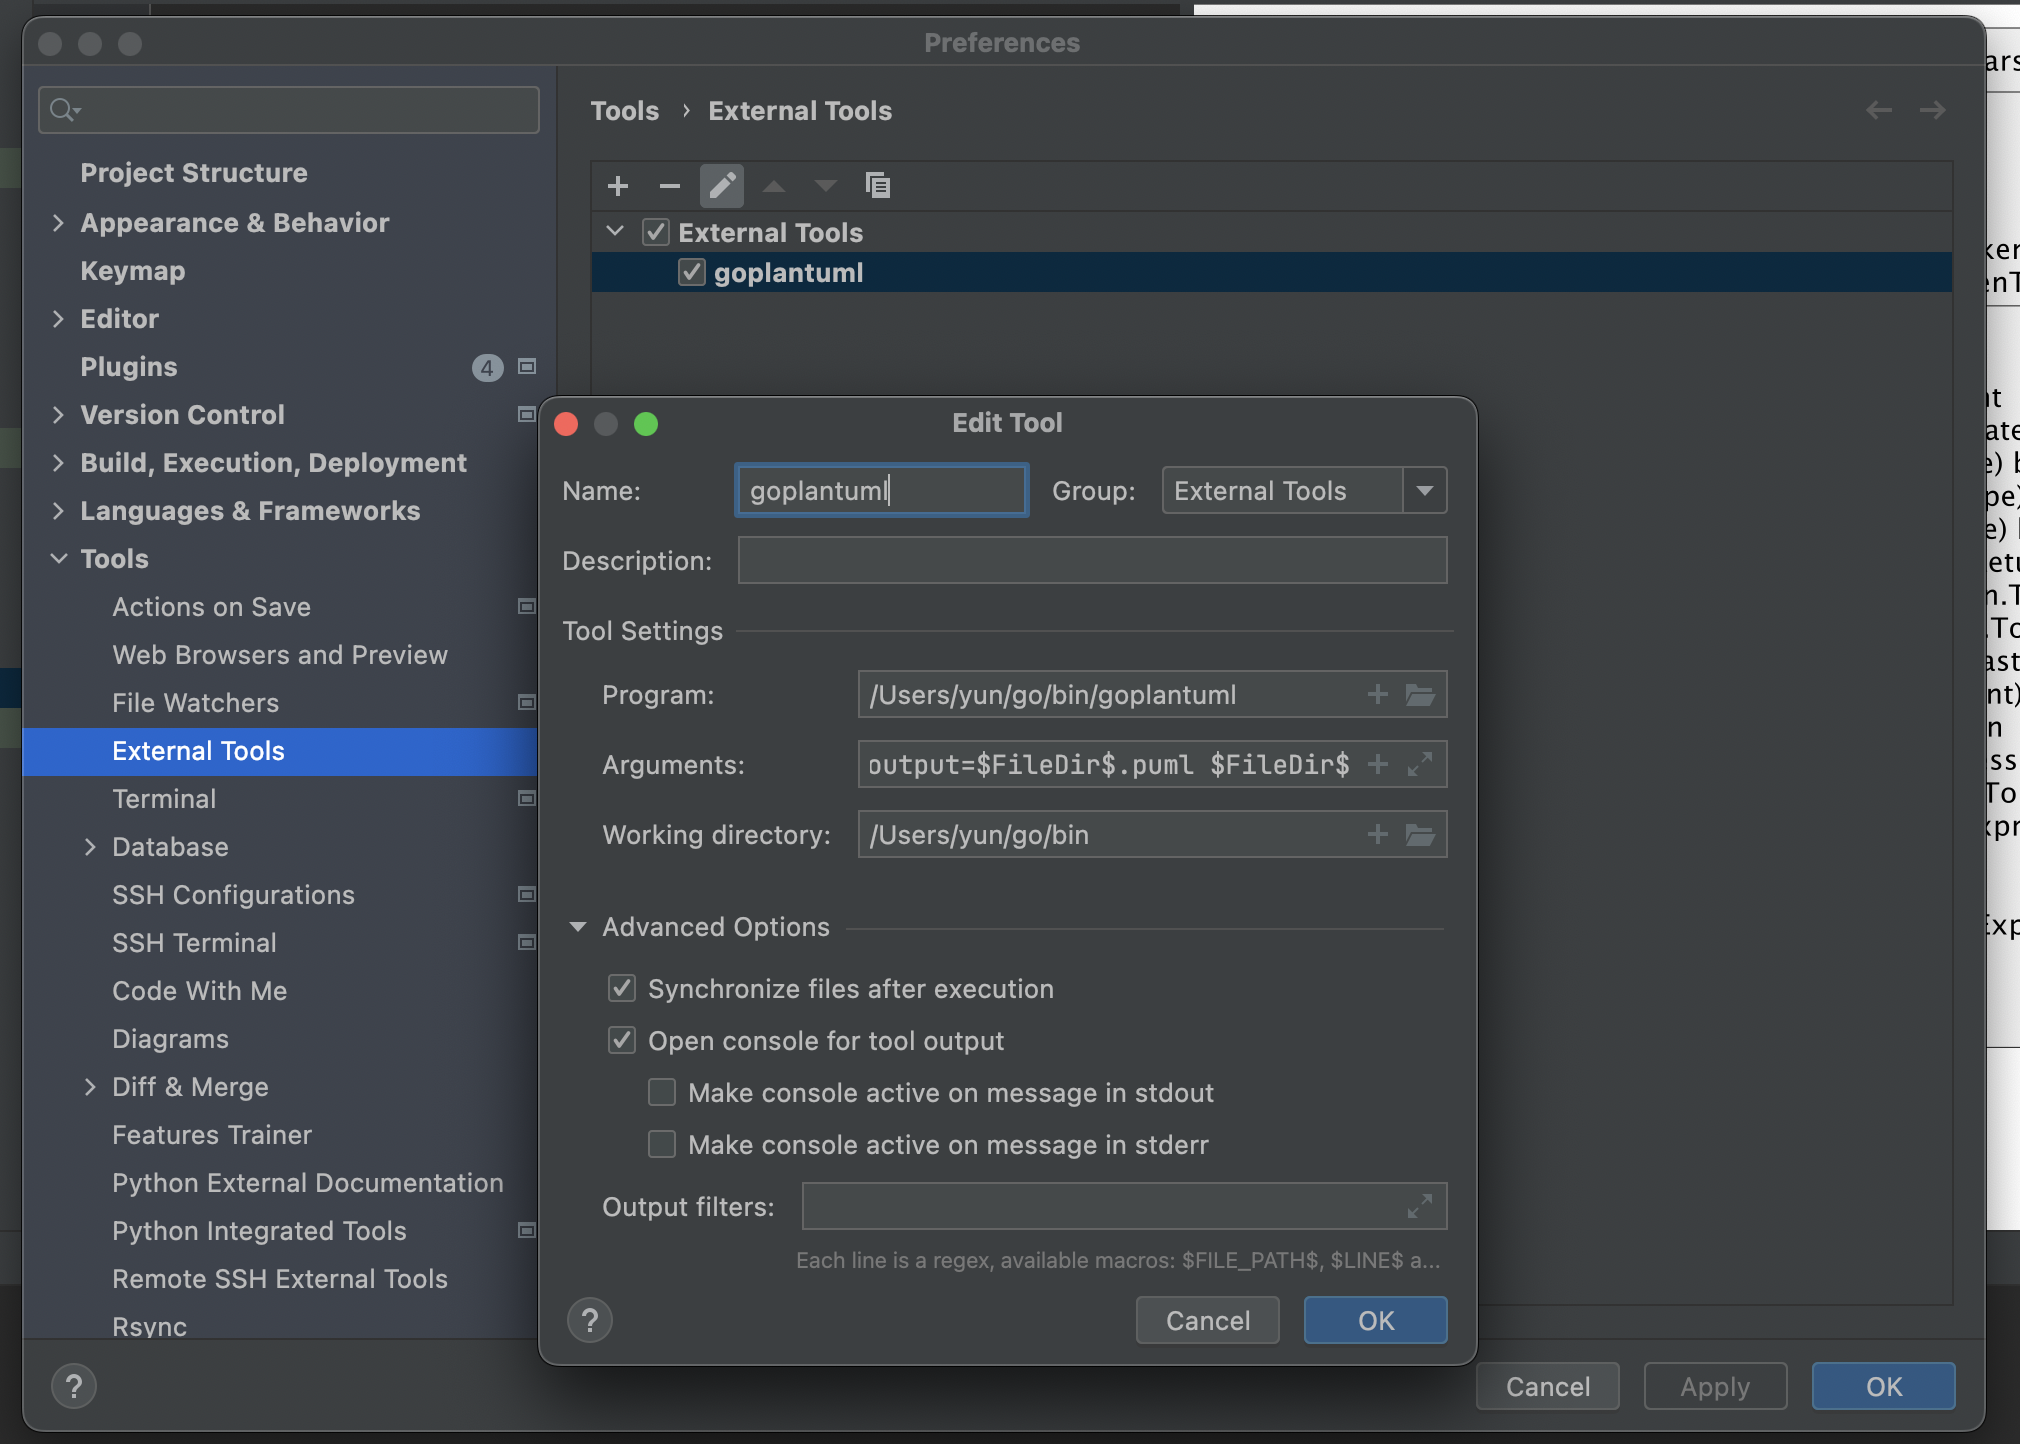 Preferences
Project Structure
Appearance & Behavior
Keymap
Editor
Plugins
4
Version Control
Build, Execution, Deployment
Languages & Frameworks
Tools
Actions on Save
Web Browsers and Preview
File Watchers
External Tools
Terminal
Database
SSH Configurations
SSH Terminal
Code With Me
Diagrams
Diff & Merge
Features Trainer
Python External Documentation
Python Integrated Tools
Remote SSH External Tools
Rsync
Tools › External Tools
External Tools
goplantuml
Edit Tool
Name: goplantuml Group: External Tools
Description:
Tool Settings
Program: /Users/yun/go/bin/goplantuml
Arguments: output=$FileDir$.puml $FileDir$
Working directory: /Users/yun/go/bin
Advanced Options
Synchronize files after execution
Open console for tool output
Make console active on message in stdout
Make console active on message in stderr
Output filters:
Each line is a regex, available macros: $FILE_PATH$, $LINE$ a...
? Cancel OK
? Cancel Apply OK